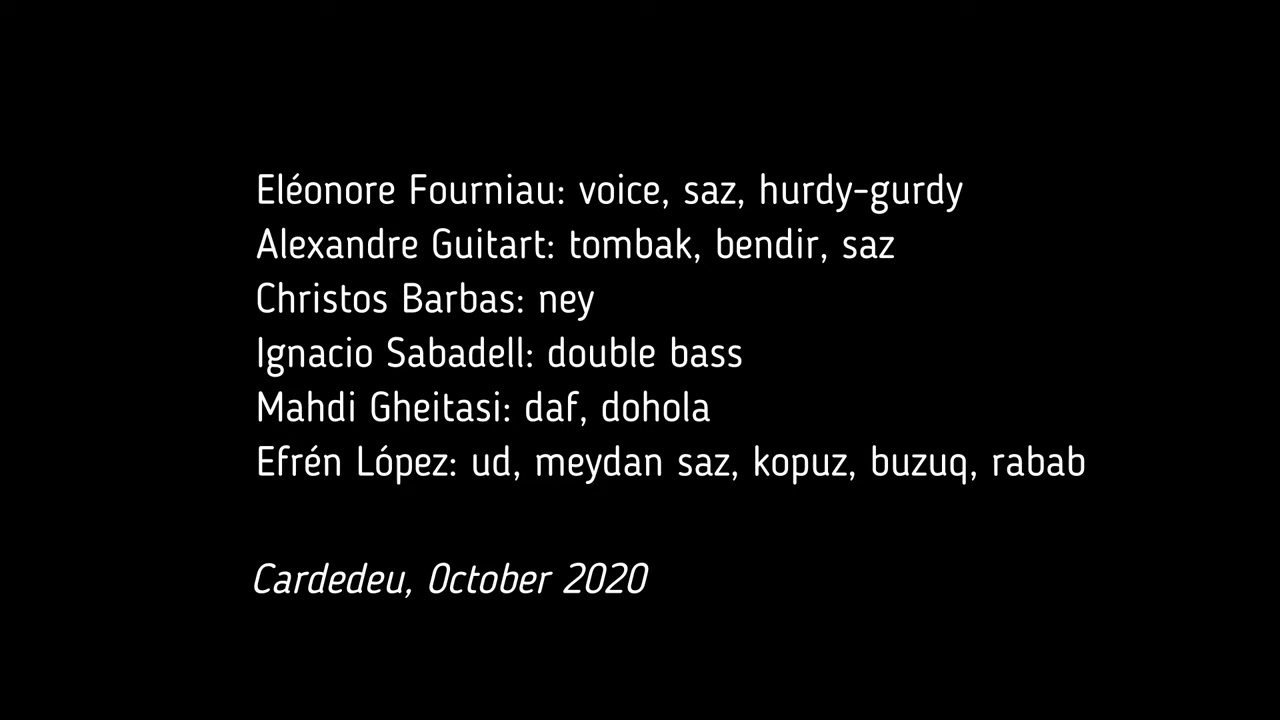 Eléonore Fourniau: voice, saz, hurdy-gurdy
Alexandre Guitart: tombak, bendir, saz
Christos Barbas: ney
Ignacio Sabadell: double bass
Mahdi Gheitasi: daf, dohola
Efrén López: ud, meydan saz, kopuz, buzuq, rabab
Cardedeu, October 2020